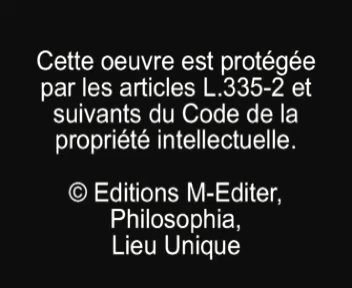 Cette oeuvre est protégée
par les articles L.335-2 et
suivants du Code de la
propriété intellectuelle.
© Editions M-Editer,
Philosophia,
Lieu Unique